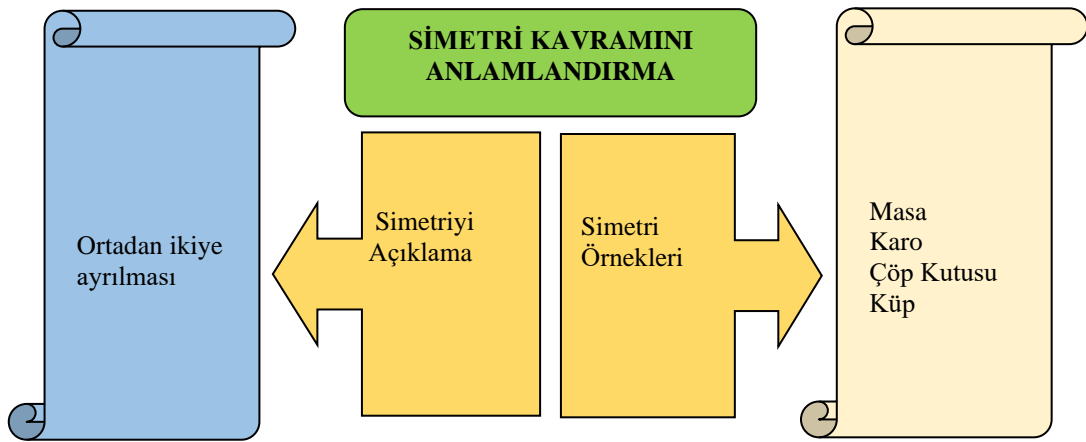 SİMETRİ KAVRAMINI
ANLAMLANDIRMA
Ortadan ikiye
ayrılması
Simetriyi
Açıklama
Simetri
Örnekleri
Masa
Karo
Çöp Kutusu
Küp